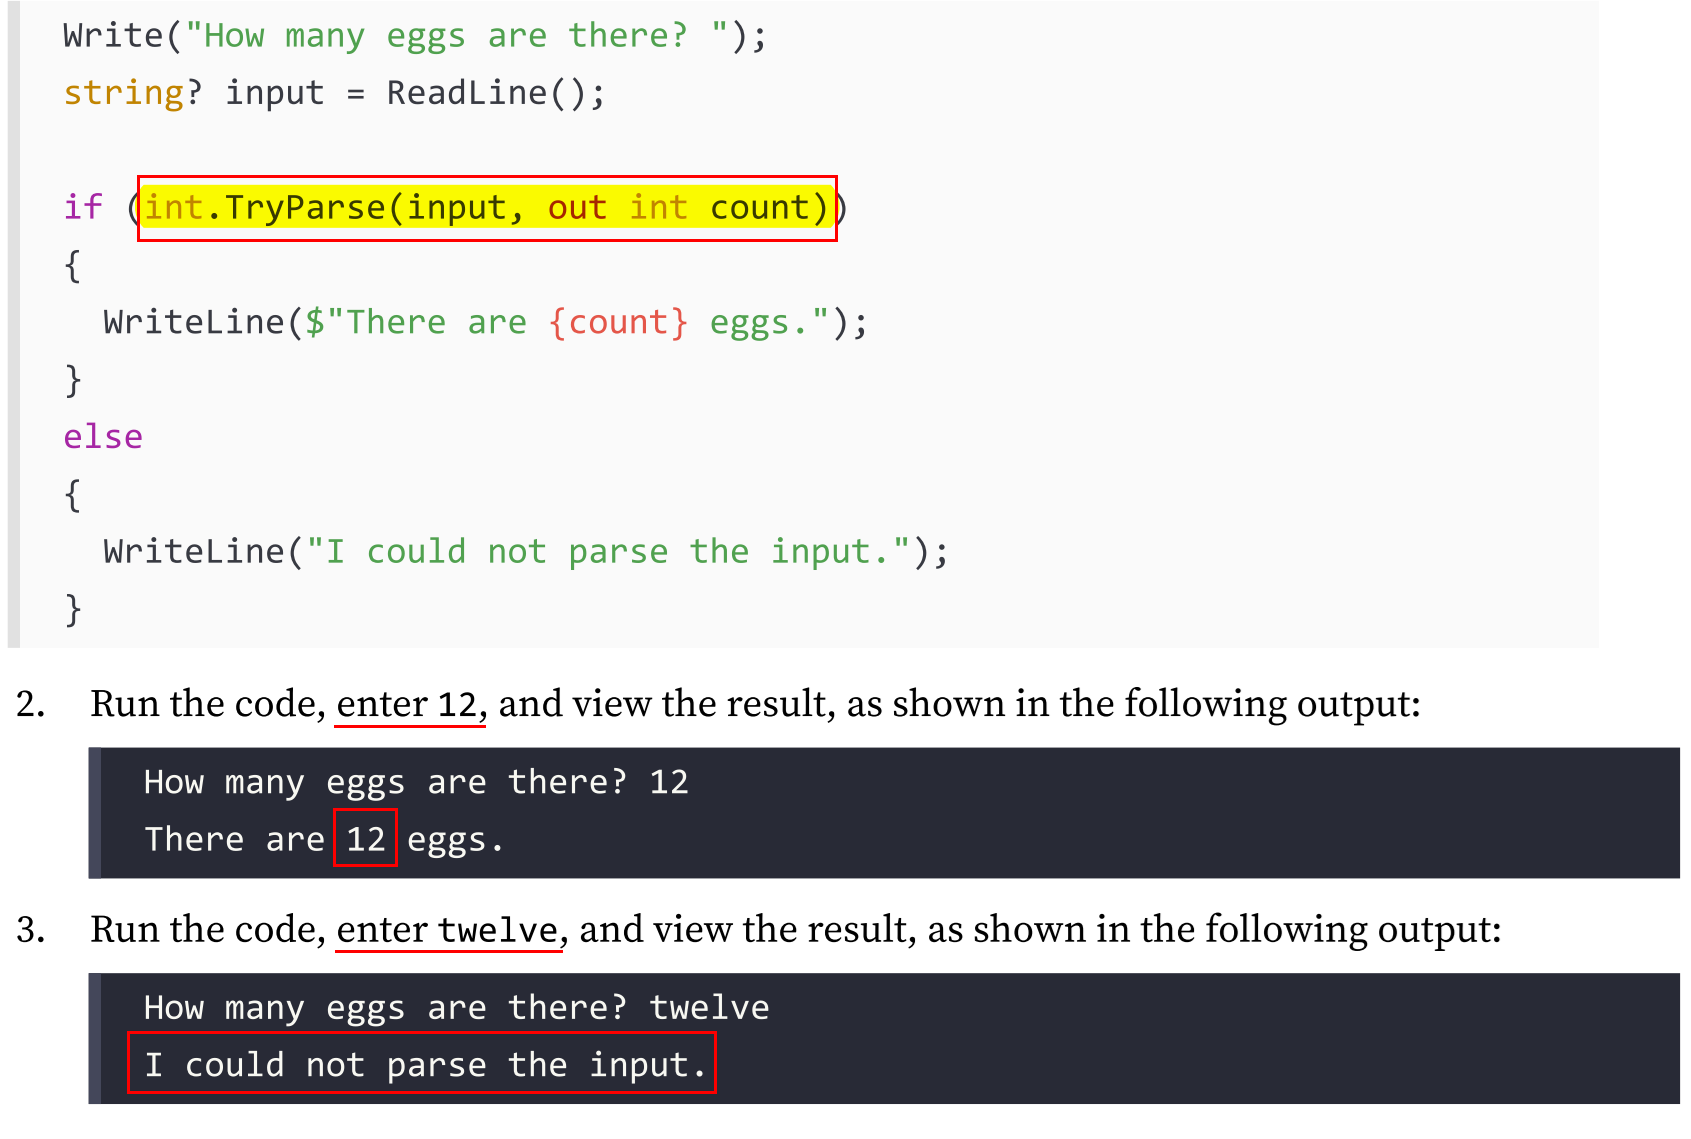 Write("How many eggs are there? ");
string? input = ReadLine();
if (int.TryParse(input, out int count))
{
WriteLine($"There are {count} eggs.");
}
else
{
WriteLine("I could not parse the input.");
}
2. Run the code, enter 12, and view the result, as shown in the following output:
How many eggs are there? 12
There are 12 eggs.
3. Run the code, enter twelve, and view the result, as shown in the following output:
How many eggs are there? twelve
I could not parse the input.